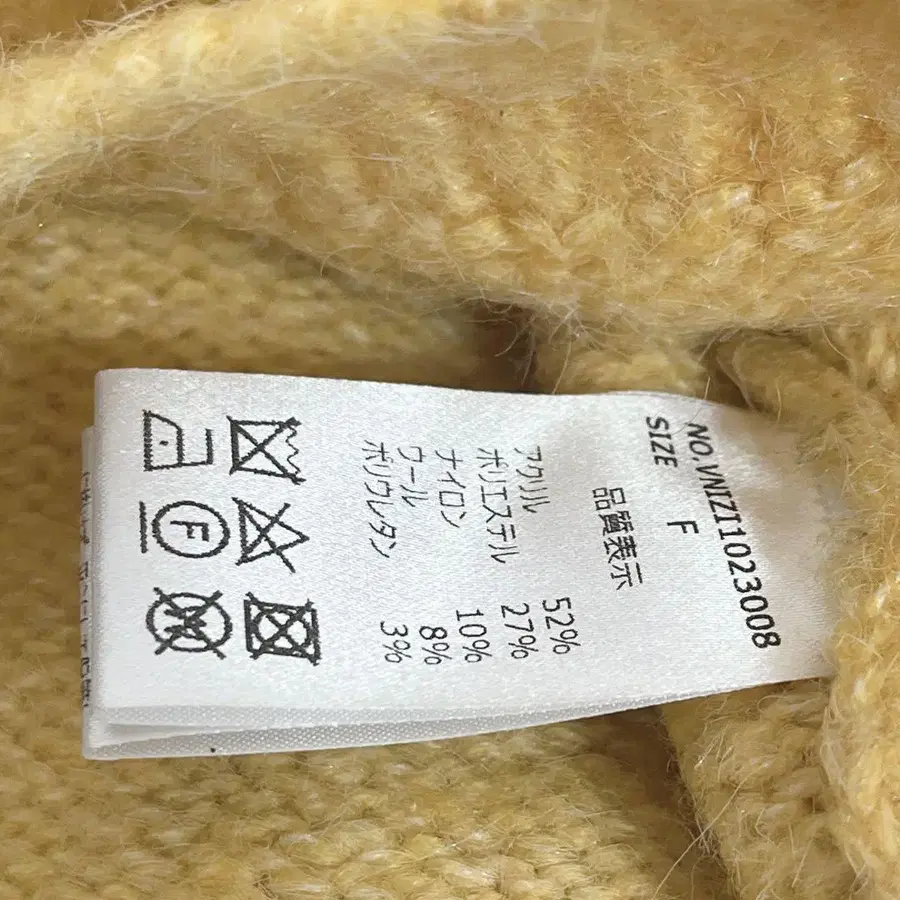 NO.VNIZI1023008
SIZE F
品質表示
アクリル 52%
ポリエステル 27%
ナイロン 10%
ウール 8%
ポリウレタン 3%
F
W